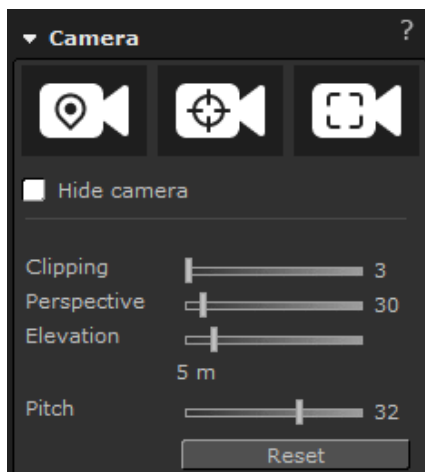 Camera ?
Hide camera
Clipping 3
Perspective 30
Elevation
5 m
Pitch 32
Reset